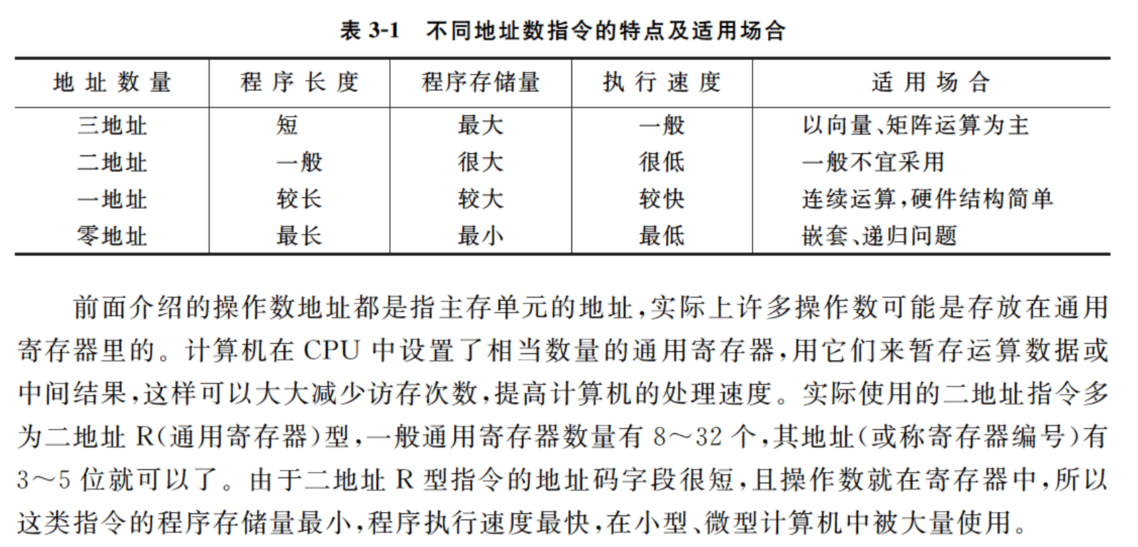 表 3-1 不同地址数指令的特点及适用场合
地址数量 程序长度 程序存储量 执行速度 适用场合
三地址 短 最大 一般 以向量、矩阵运算为主
二地址 一般 很大 很低 一般不宜采用
一地址 较长 较大 较快 连续运算,硬件结构简单
零地址 最长 最小 最低 嵌套、递归问题
前面介绍的操作数地址都是指主存单元的地址,实际上许多操作数可能是存放在通用
寄存器里的。计算机在 CPU 中设置了相当数量的通用寄存器,用它们来暂存运算数据或
中间结果,这样可以大大减少访存次数,提高计算机的处理速度。实际使用的二地址指令多
为二地址 R(通用寄存器)型,一般通用寄存器数量有 8～32 个,其地址(或称寄存器编号)有
3～5 位就可以了。由于二地址 R 型指令的地址码字段很短,且操作数就在寄存器中,所以
这类指令的程序存储量最小,程序执行速度最快,在小型、微型计算机中被大量使用。